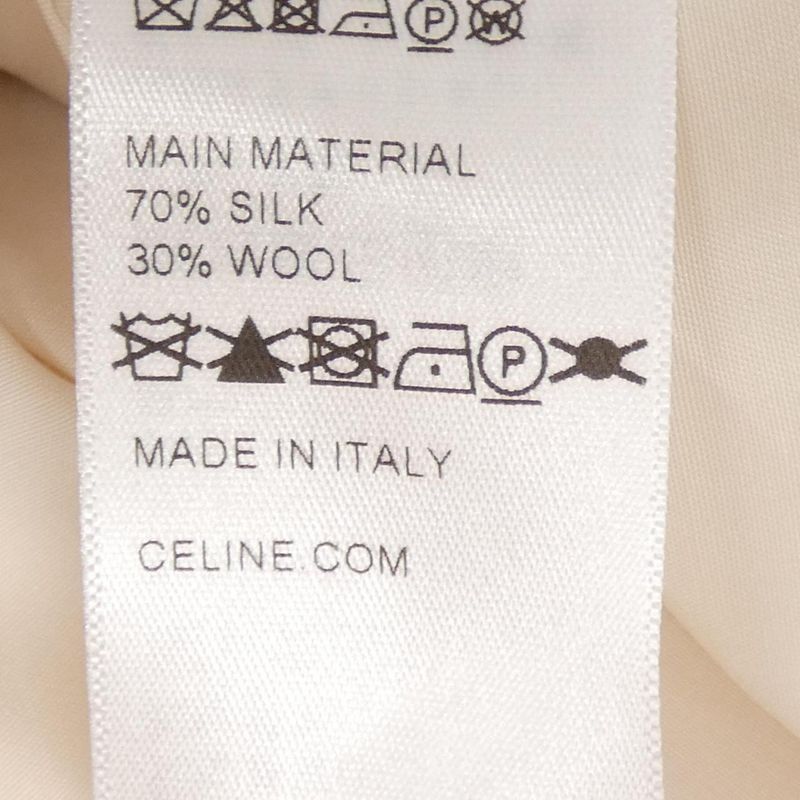 P W
MAIN MATERIAL
70% SILK
30% WOOL
P
MADE IN ITALY
CELINE.COM